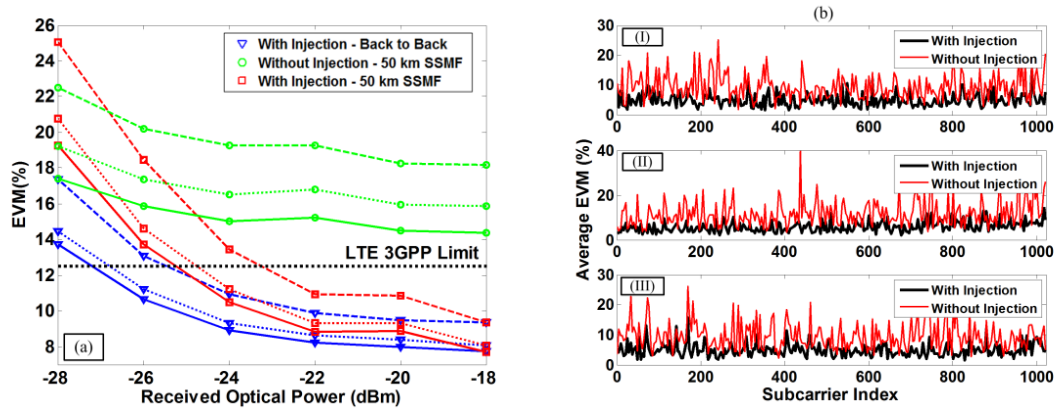 (a)
26
24
22
20
18
16
14
12
10
8
EVM(%)
With Injection - Back to Back
Without Injection - 50 km SSMF
With Injection - 50 km SSMF
LTE 3GPP Limit
-28
-26
-24
-22
-20
-18
Received Optical Power (dBm)
(b)
Average EVM (%)
(I)
30
20
10
0
With Injection
Without Injection
0
200
400
600
800
1000
(II)
40
20
0
With Injection
Without Injection
0
200
400
600
800
1000
(III)
30
20
10
0
With Injection
Without Injection
0
200
400
600
800
1000
Subcarrier Index